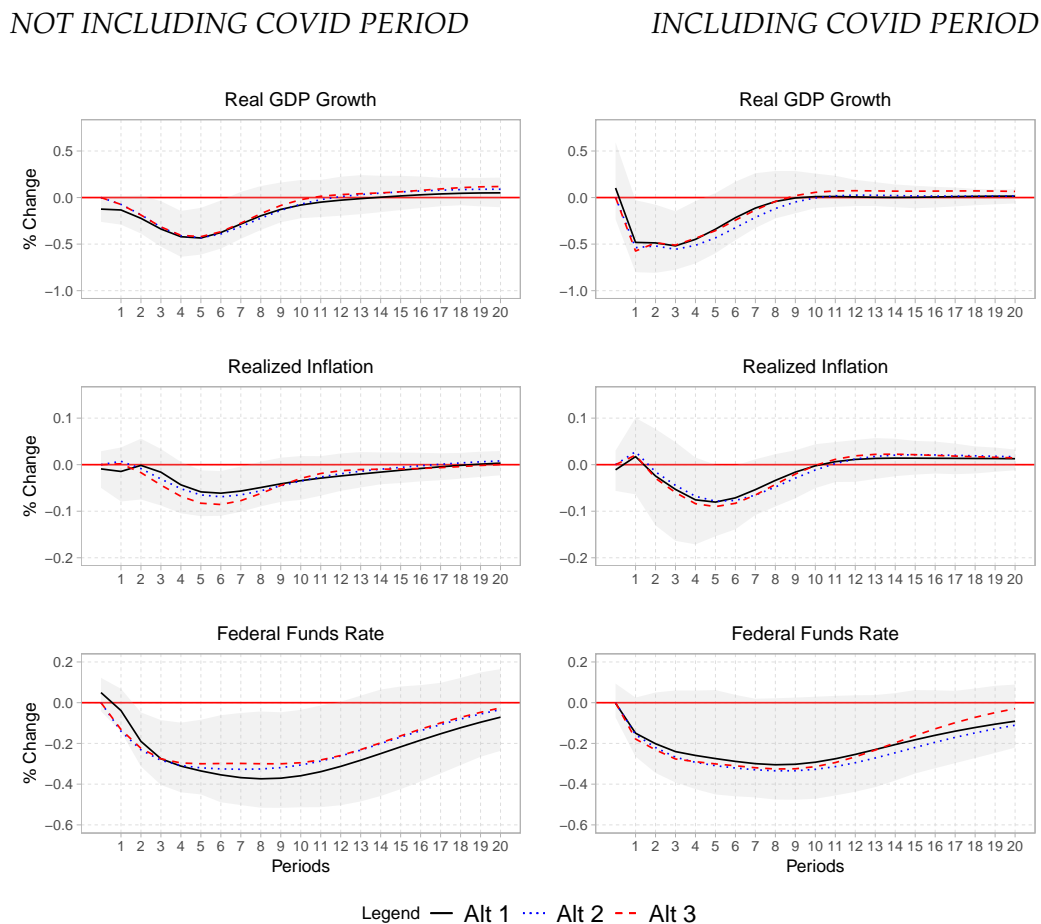 NOT INCLUDING COVID PERIOD
INCLUDING COVID PERIOD
Real GDP Growth
Real GDP Growth
% Change
0.5
0.0
−0.5
−1.0
1 2 3 4 5 6 7 8 9 10 11 12 13 14 15 16 17 18 19 20
0.5
0.0
−0.5
−1.0
1 2 3 4 5 6 7 8 9 10 11 12 13 14 15 16 17 18 19 20
Realized Inflation
Realized Inflation
% Change
0.1
0.0
−0.1
−0.2
1 2 3 4 5 6 7 8 9 10 11 12 13 14 15 16 17 18 19 20
0.1
0.0
−0.1
−0.2
1 2 3 4 5 6 7 8 9 10 11 12 13 14 15 16 17 18 19 20
Federal Funds Rate
Federal Funds Rate
% Change
0.2
0.0
−0.2
−0.4
−0.6
1 2 3 4 5 6 7 8 9 10 11 12 13 14 15 16 17 18 19 20
Periods
0.2
0.0
−0.2
−0.4
−0.6
1 2 3 4 5 6 7 8 9 10 11 12 13 14 15 16 17 18 19 20
Periods
Legend Alt 1 Alt 2 Alt 3